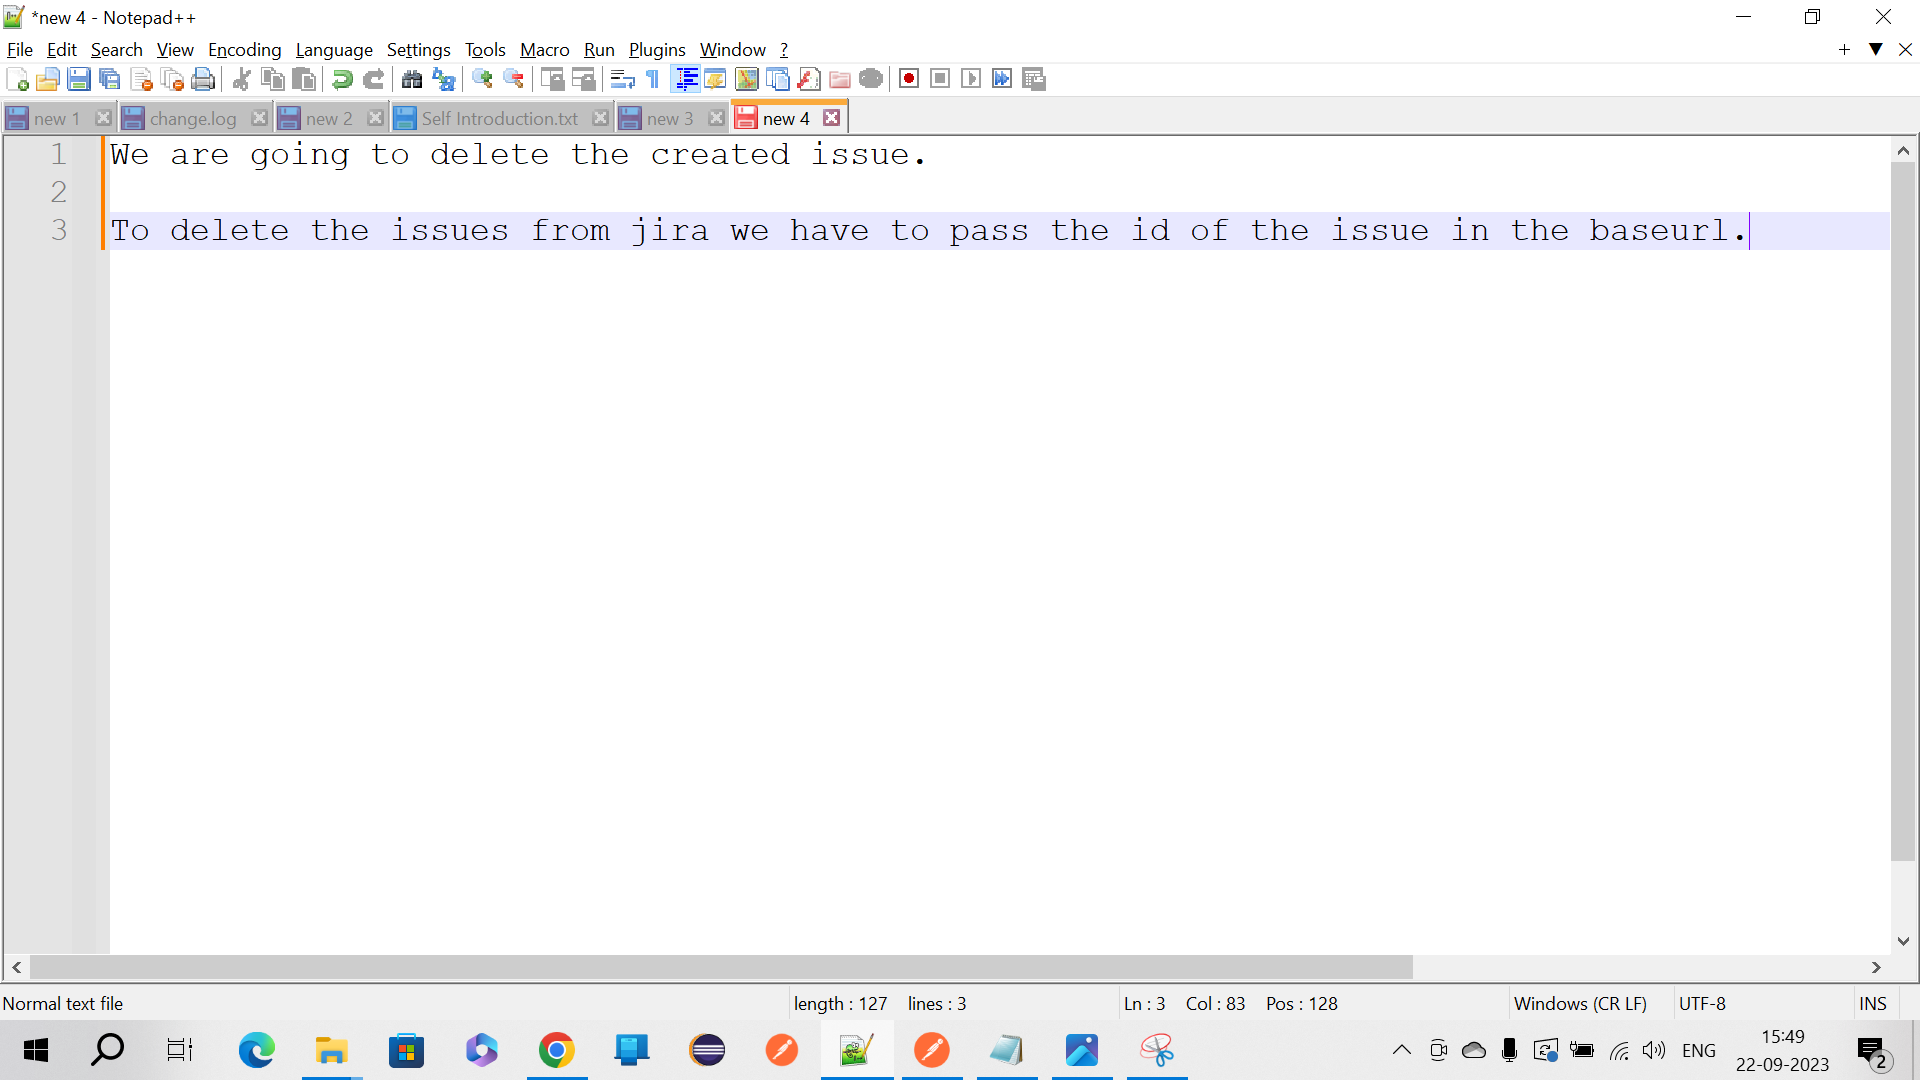 *new 4 - Notepad++
File Edit Search View Encoding Language Settings Tools Macro Run Plugins Window ?
new 1 change.log new 2 Self Introduction.txt new 3 new 4
1 We are going to delete the created issue.
2
3 To delete the issues from jira we have to pass the id of the issue in the baseurl.
Normal text file length : 127 lines : 3 Ln : 3 Col : 83 Pos : 128 Windows (CR LF) UTF-8 INS
ENG 15:49
22-09-2023 2